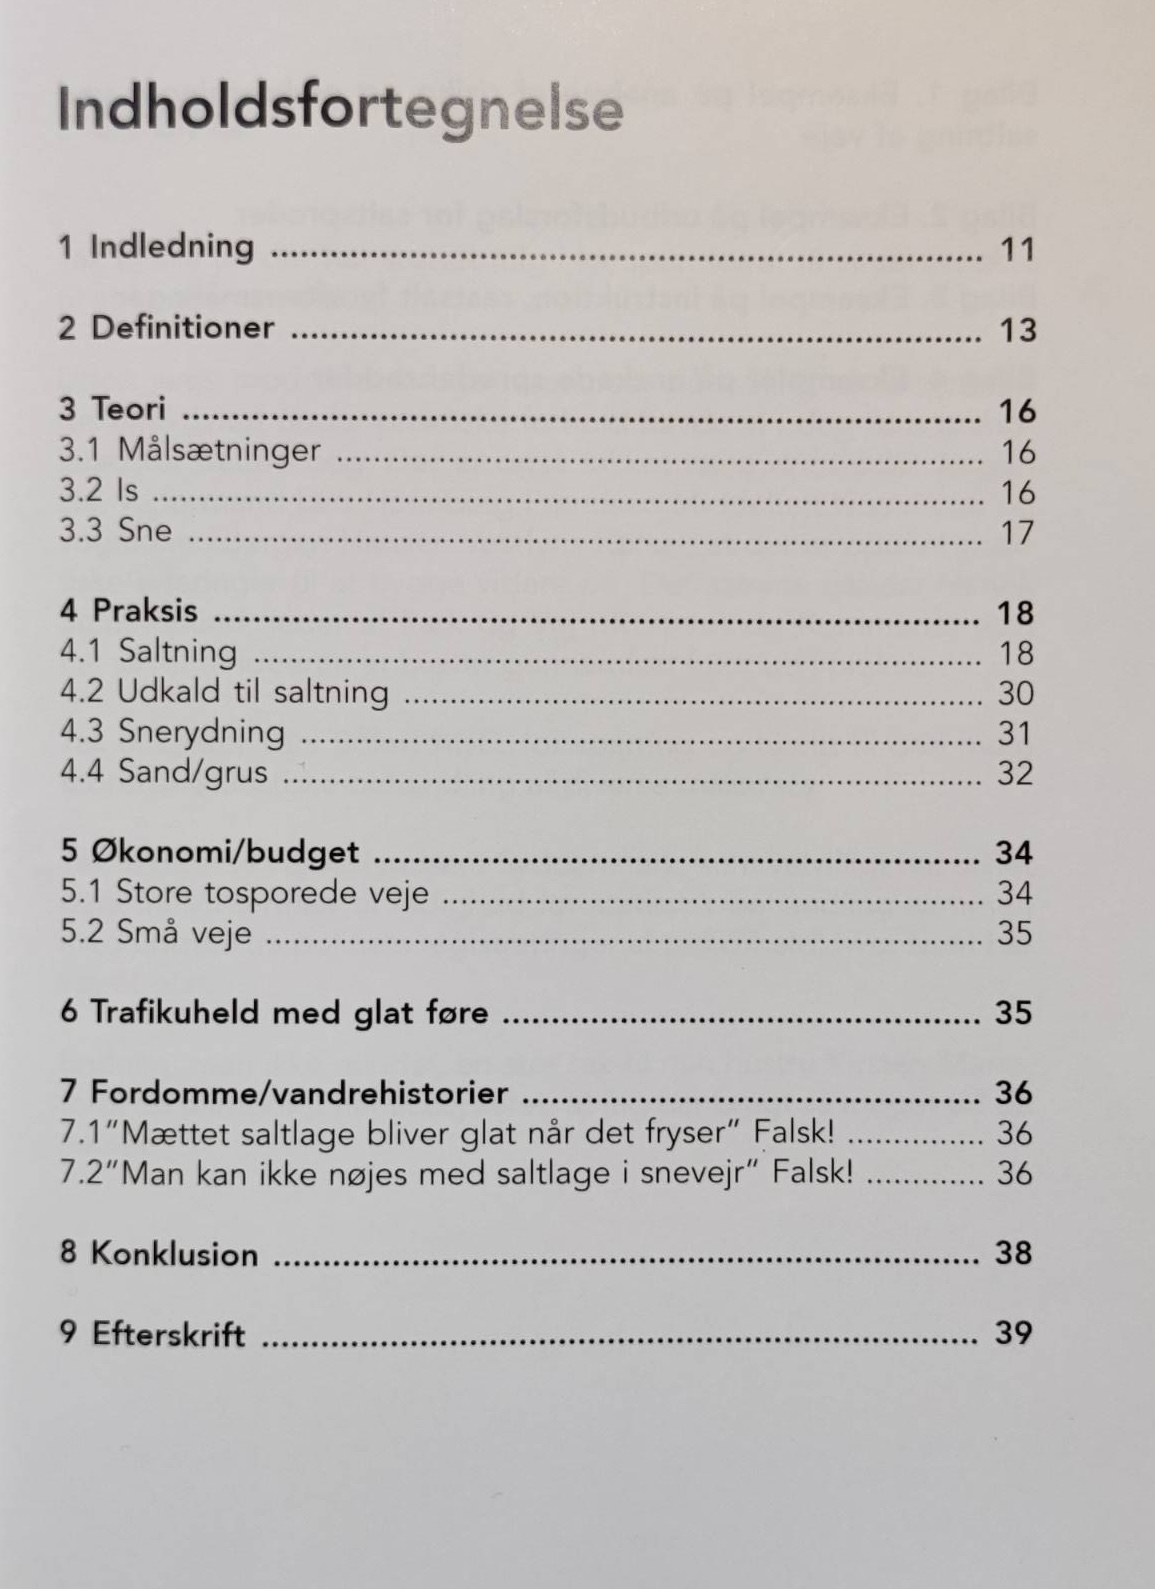 Indholdsfortegnelse
1 Indledning ........ 11
2 Definitioner ........ 13
3 Teori ........ 16
3.1 Målsætninger ........ 16
3.2 Is ........ 16
3.3 Sne ........ 17
4 Praksis ........ 18
4.1 Saltning ........ 18
4.2 Udkald til saltning ........ 30
4.3 Snerydning ........ 31
4.4 Sand/grus ........ 32
5 Økonomi/budget ........ 34
5.1 Store tosporede veje ........ 34
5.2 Små veje ........ 35
6 Trafikuheld med glat føre ........ 35
7 Fordomme/vandrehistorier ........ 36
7.1"Mættet saltlage bliver glat når det fryser" Falsk! ........ 36
7.2"Man kan ikke nøjes med saltlage i snevejr" Falsk! ........ 36
8 Konklusion ........ 38
9 Efterskrift ........ 39